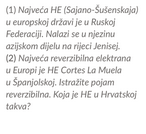 (1) Najveća HE (Sajano-Šušenskaja)
u europskoj državi je u Ruskoj
Federaciji. Nalazi se u njezinu
azijskom dijelu na rijeci Jenisej.
(2) Najveća reverzibilna elektrana
u Europi je HE Cortes La Muela
u Španjolskoj. Istražite pojam
reverzibilna. Koja je HE u Hrvatskoj
takva?